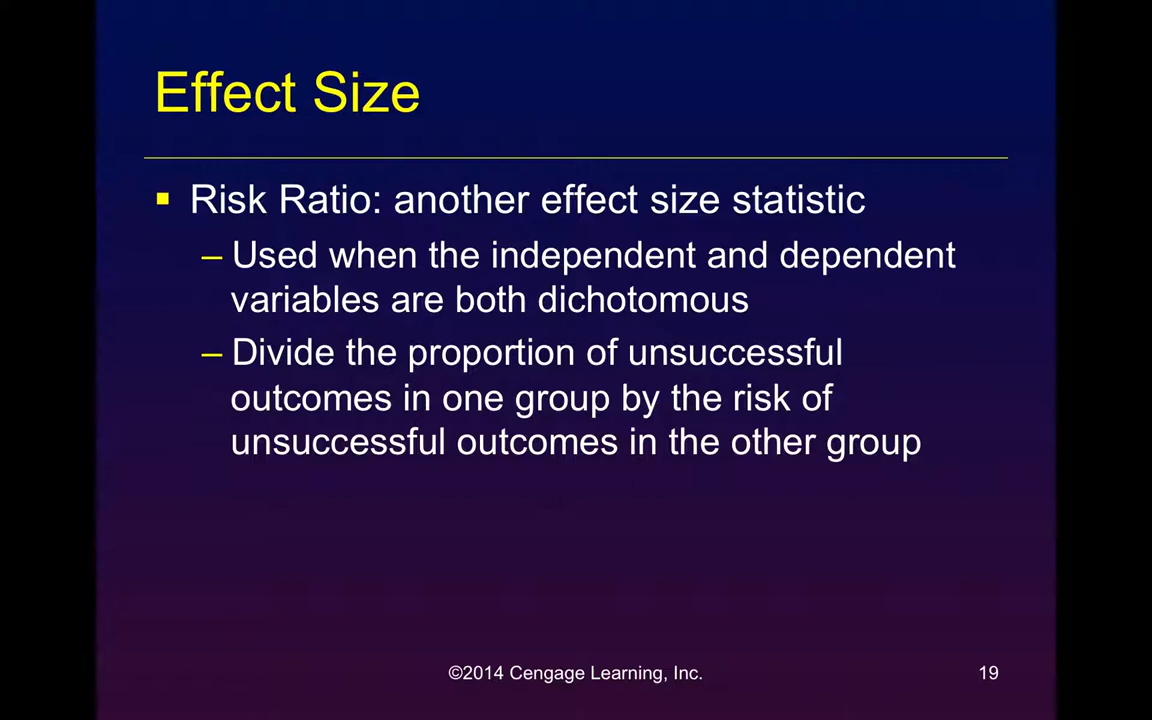 Effect Size
▪ Risk Ratio: another effect size statistic
– Used when the independent and dependent
variables are both dichotomous
– Divide the proportion of unsuccessful
outcomes in one group by the risk of
unsuccessful outcomes in the other group
©2014 Cengage Learning, Inc.
19